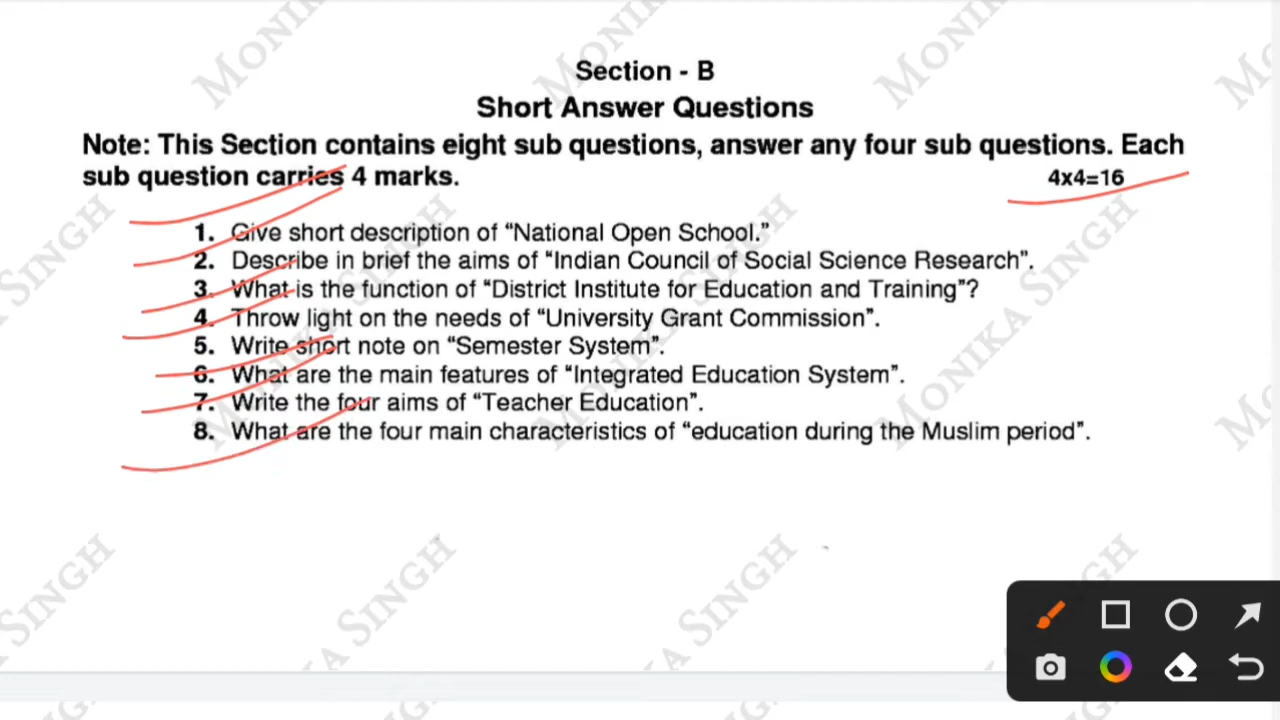 Section - B
Short Answer Questions
Note: This Section contains eight sub questions, answer any four sub questions. Each
sub question carries 4 marks. 4x4=16
1. Give short description of “National Open School.”
2. Describe in brief the aims of “Indian Council of Social Science Research”.
3. What is the function of “District Institute for Education and Training”?
4. Throw light on the needs of “University Grant Commission”.
5. Write short note on “Semester System”.
6. What are the main features of “Integrated Education System”.
7. Write the four aims of “Teacher Education”.
8. What are the four main characteristics of “education during the Muslim period”.
MONIKA SINGH